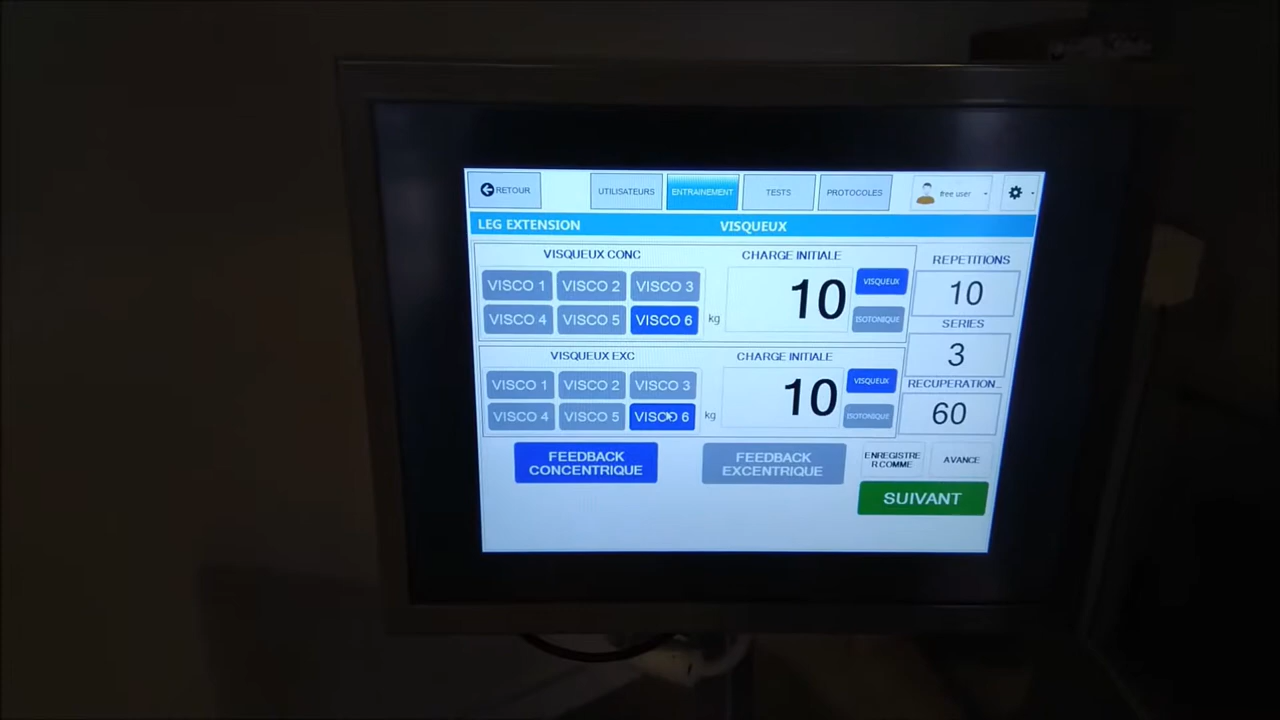 RETOUR UTILISATEURS ENTRAINEMENT TESTS PROTOCOLES free user
LEG EXTENSION VISQUEUX
VISQUEUX CONC
VISCO 1 VISCO 2 VISCO 3
VISCO 4 VISCO 5 VISCO 6
kg
CHARGE INITIALE
10
VISQUEUX
ISOTONIQUE
REPETITIONS
10
SERIES
3
RECUPERATION...
60
VISQUEUX EXC
VISCO 1 VISCO 2 VISCO 3
VISCO 4 VISCO 5 VISCO 6
kg
CHARGE INITIALE
10
VISQUEUX
ISOTONIQUE
FEEDBACK
CONCENTRIQUE
FEEDBACK
EXCENTRIQUE
ENREGISTRE
R COMME
AVANCE
SUIVANT